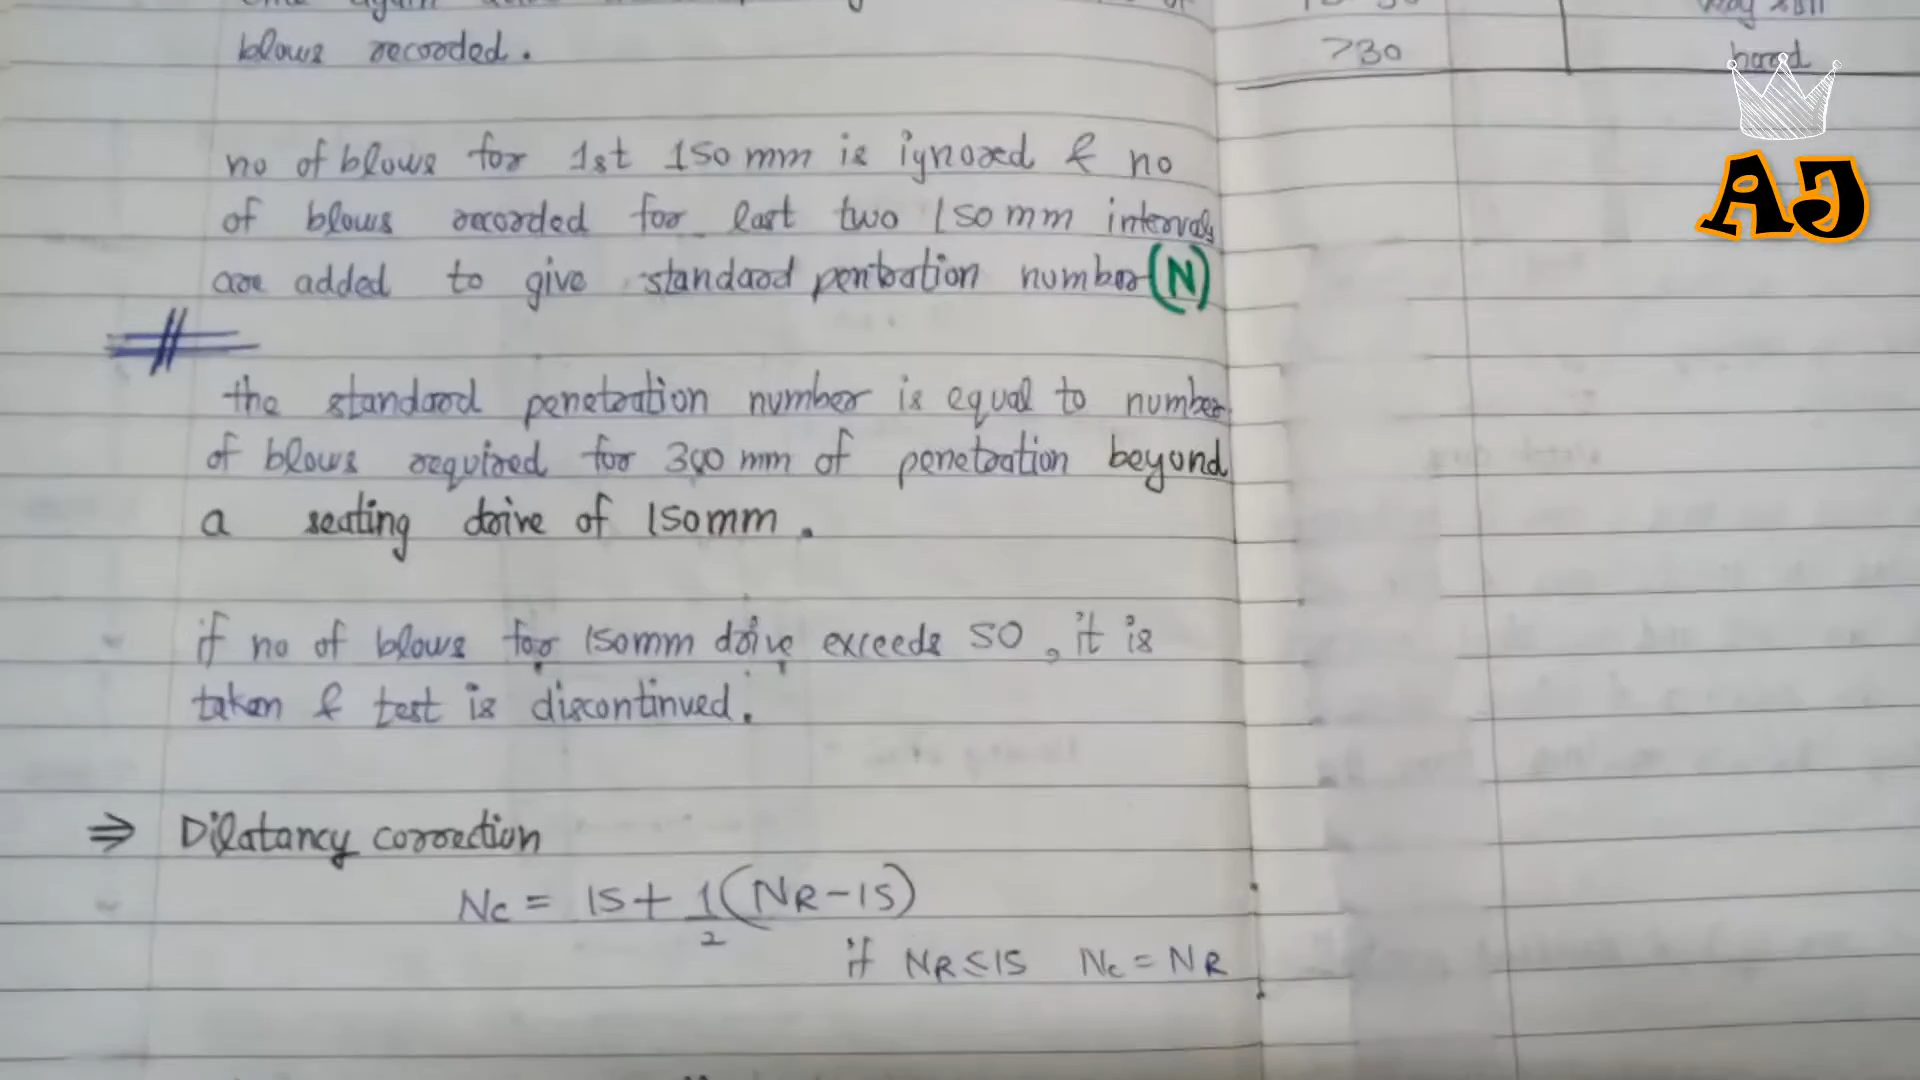 blows recorded.
no of blows for 1st 150 mm is ignored & no
of blows recorded for last two 150 mm intervals
are added to give standard pentration number (N)
the standard penetration number is equal to number
of blows required for 300 mm of penetration beyond
a seating drive of 150mm.
if no of blows for 150mm drive exceeds 50, it is
taken & test is discontinued.
⇒ Dilatancy correction
Nc = 15 + 1/2 (NR - 15)
if NR ≤ 15 Nc = NR
>30 hard
AJ